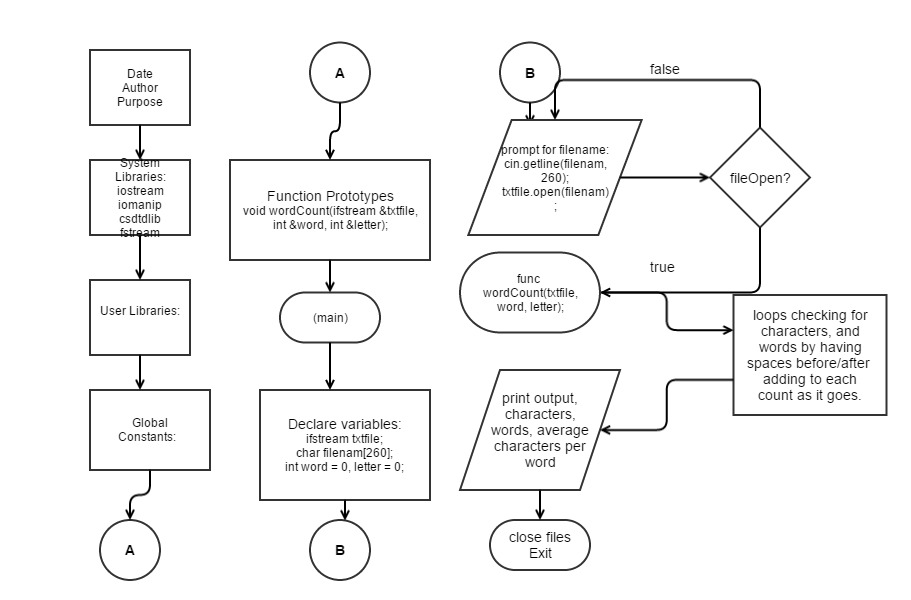 Date
Author
Purpose
System
Libraries:
iostream
iomanip
csdtdlib
fstream
User Libraries:
Global
Constants:
A
A
Function Prototypes
void wordCount(ifstream &txtfile,
int &word, int &letter);
(main)
Declare variables:
ifstream txtfile;
char filenam[260];
int word = 0, letter = 0;
B
B
false
prompt for filename:
cin.getline(filenam,
260);
txtfile.open(filenam)
;
fileOpen?
true
func
wordCount(txtfile,
word, letter);
loops checking for
characters, and
words by having
spaces before/after
adding to each
count as it goes.
print output,
characters,
words, average
characters per
word
close files
Exit